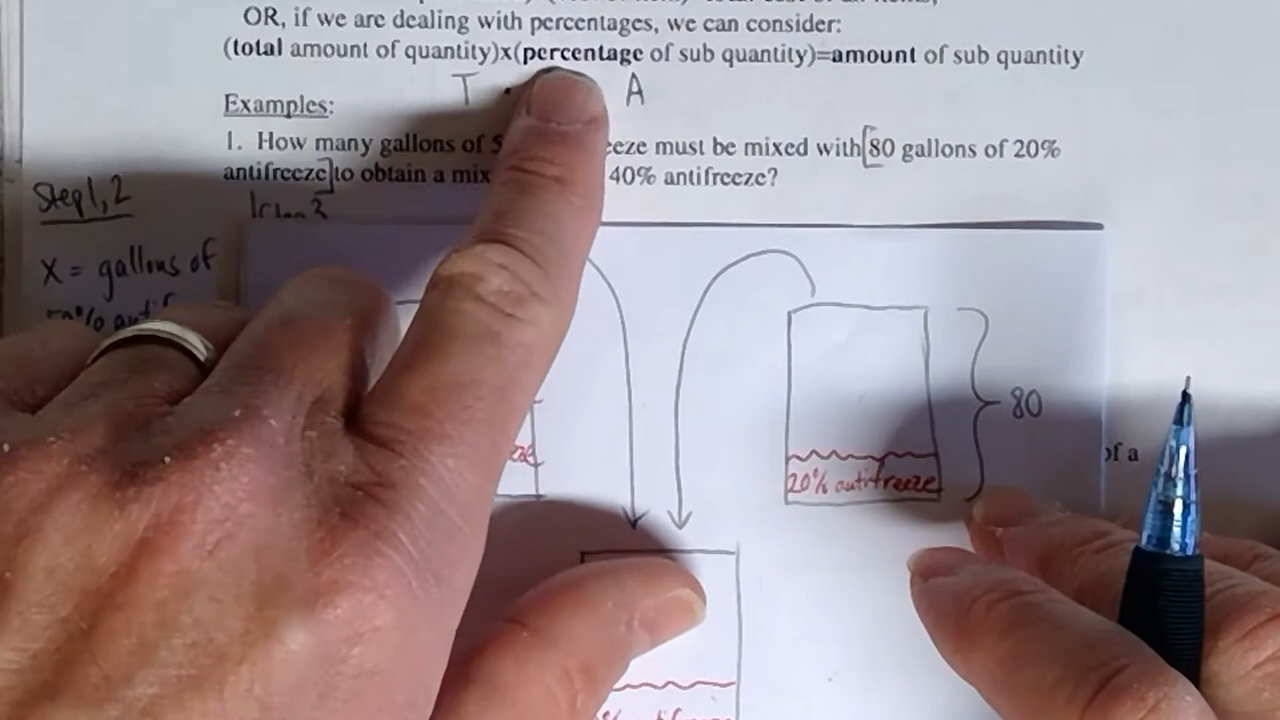 OR, if we are dealing with percentages, we can consider:
(total amount of quantity)x(percentage of sub quantity)=amount of sub quantity
T A
Examples:
1. How many gallons of eeze must be mixed with [80 gallons of 20%
antifreeze] to obtain a mix 40% antifreeze?
Step 1, 2
X = gallons of
80
20% antifreeze
of a